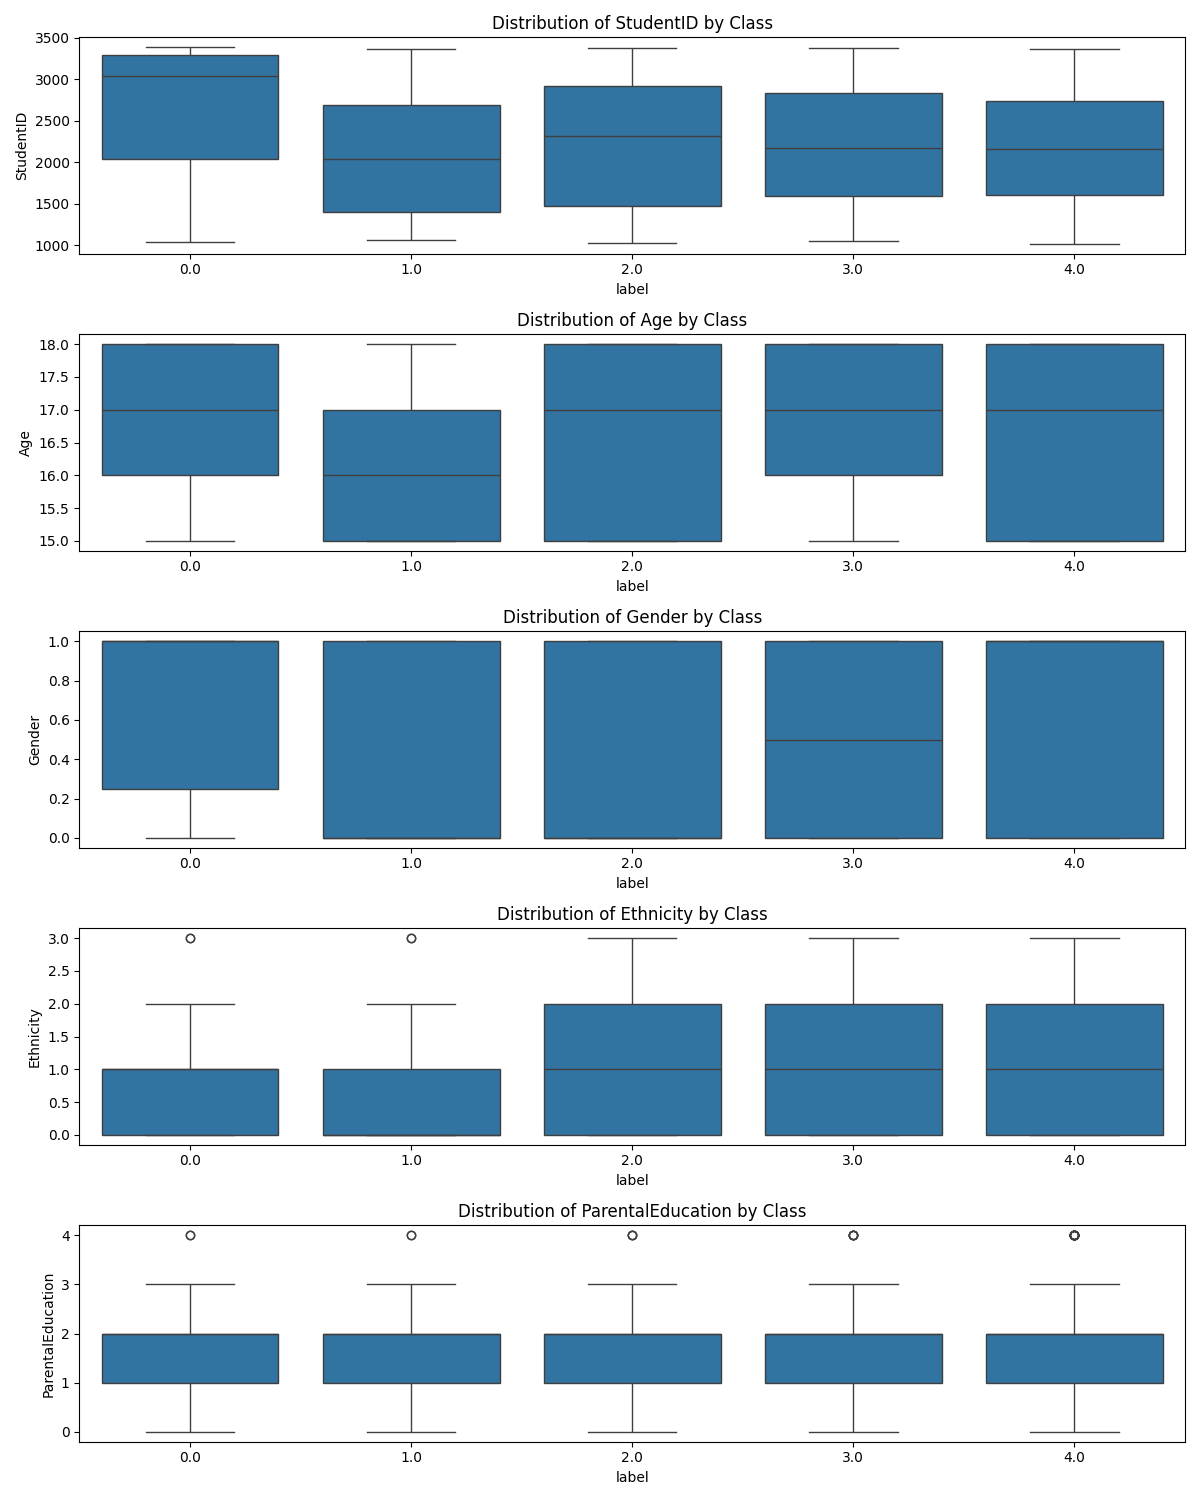 Distribution of StudentID by Class
StudentID
3500
3000
2500
2000
1500
1000
0.0 1.0 2.0 3.0 4.0
label
Distribution of Age by Class
Age
18.0
17.5
17.0
16.5
16.0
15.5
15.0
0.0 1.0 2.0 3.0 4.0
label
Distribution of Gender by Class
Gender
1.0
0.8
0.6
0.4
0.2
0.0
0.0 1.0 2.0 3.0 4.0
label
Distribution of Ethnicity by Class
Ethnicity
3.0
2.5
2.0
1.5
1.0
0.5
0.0
0.0 1.0 2.0 3.0 4.0
label
Distribution of ParentalEducation by Class
ParentalEducation
4
3
2
1
0
0.0 1.0 2.0 3.0 4.0
label